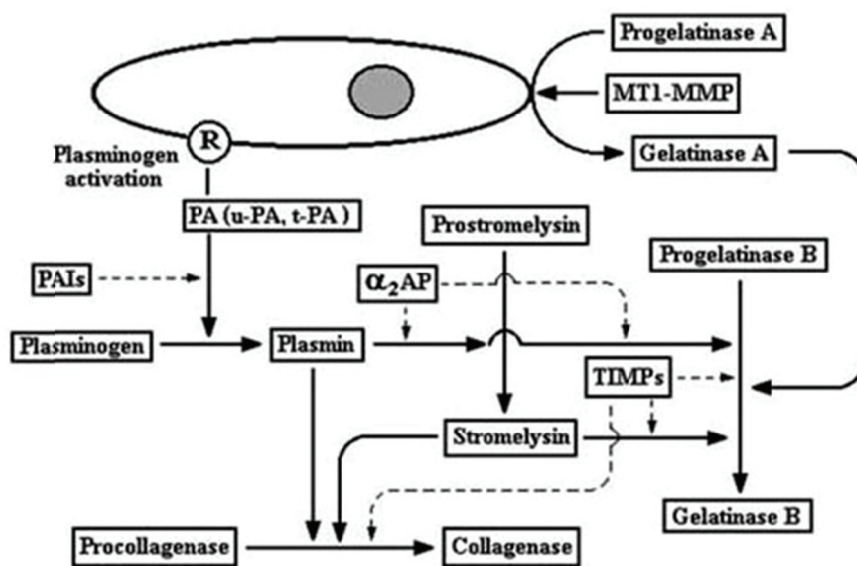 Progelatinase A
MT1-MMP
R
Plasminogen
activation
Gelatinase A
PA (u-PA, t-PA)
Prostromelysin
Progelatinase B
PAIs
α₂AP
Plasminogen
Plasmin
TIMPs
Stromelysin
Gelatinase B
Procollagenase
Collagenase